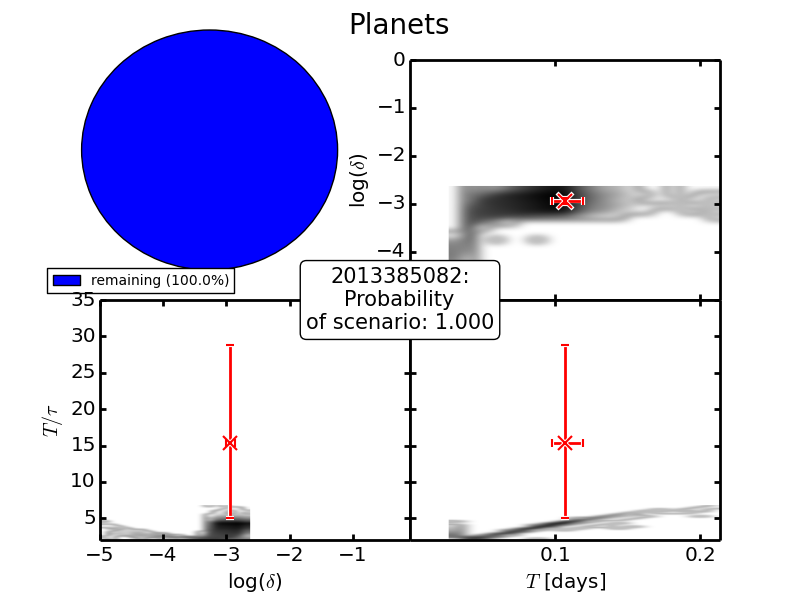 Planets
0
−1
−2
−3
−4
log(δ)
remaining (100.0%)
2013385082:
Probability
of scenario: 1.000
35
30
25
20
15
10
5
T/τ
−5 −4 −3 −2 −1
log(δ)
0.1 0.2
T [days]